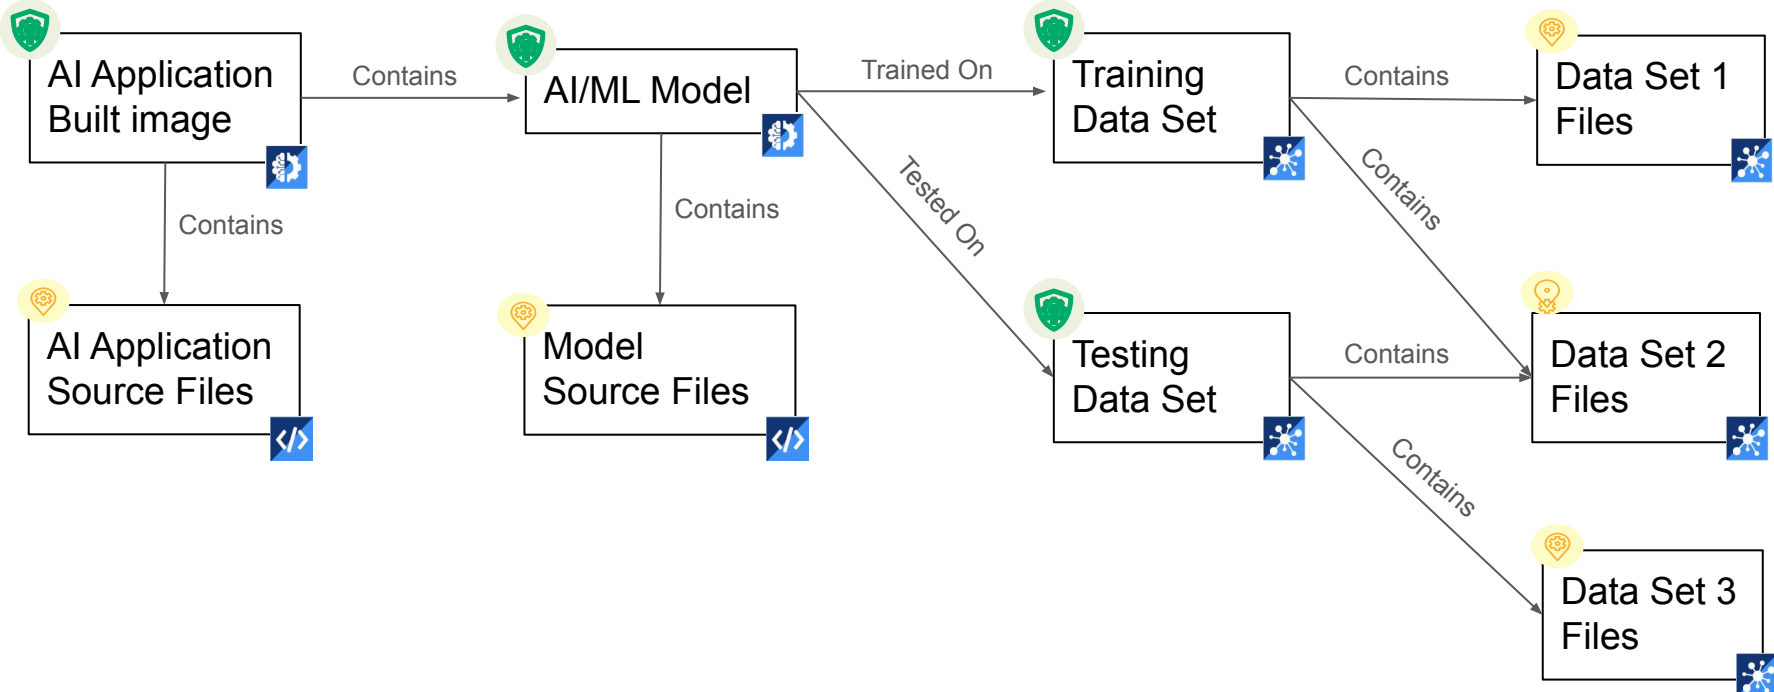 AI Application
Built image
Contains
AI/ML Model
Trained On
Training
Data Set
Contains
Data Set 1
Files
Contains
Contains
Tested On
Contains
AI Application
Source Files
Model
Source Files
Testing
Data Set
Contains
Data Set 2
Files
Contains
Data Set 3
Files